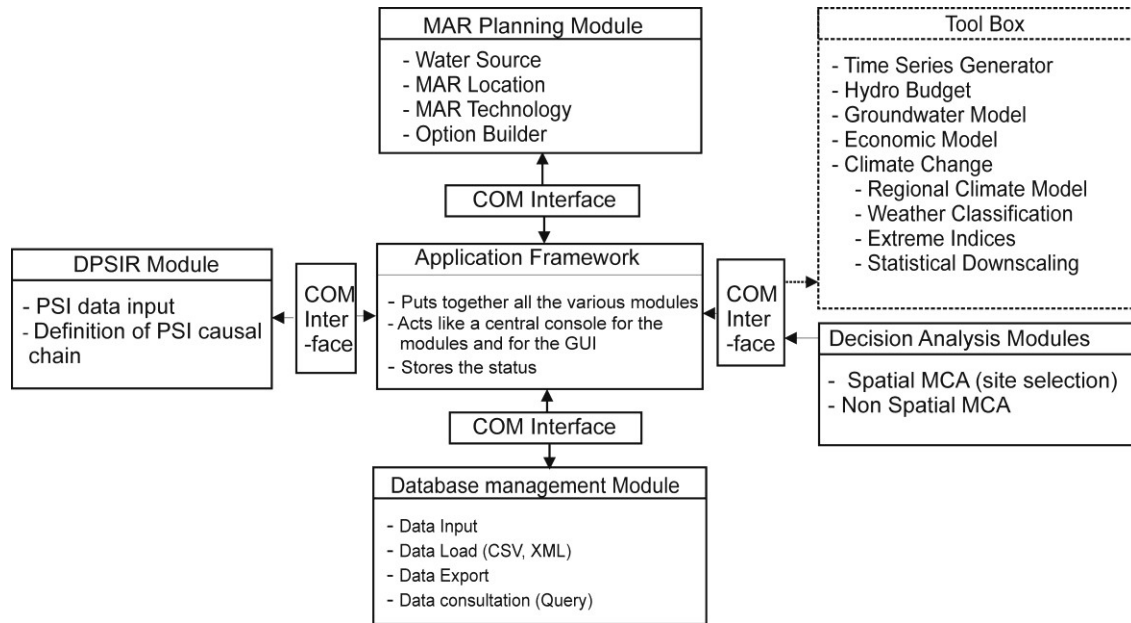 MAR Planning Module
- Water Source
- MAR Location
- MAR Technology
- Option Builder
Tool Box
- Time Series Generator
- Hydro Budget
- Groundwater Model
- Economic Model
- Climate Change
- Regional Climate Model
- Weather Classification
- Extreme Indices
- Statistical Downscaling
COM Interface
DPSIR Module
- PSI data input
- Definition of PSI causal
chain
COM
Inter
-face
Application Framework
- Puts together all the various modules
- Acts like a central console for the
modules and for the GUI
- Stores the status
COM
Inter
-face
Decision Analysis Modules
- Spatial MCA (site selection)
- Non Spatial MCA
COM Interface
Database management Module
- Data Input
- Data Load (CSV, XML)
- Data Export
- Data consultation (Query)